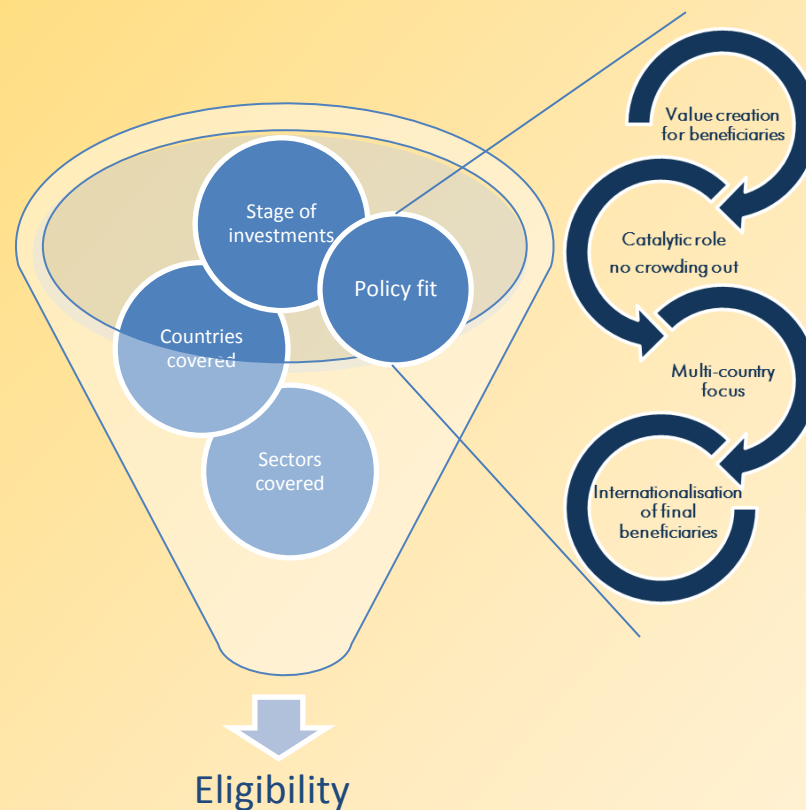 Stage of
investments
Policy fit
Countries
covered
Sectors
covered
Eligibility
Value creation
for beneficiaries
Catalytic role
no crowding out
Multi-country
focus
Internationalisation
of final
beneficiaries